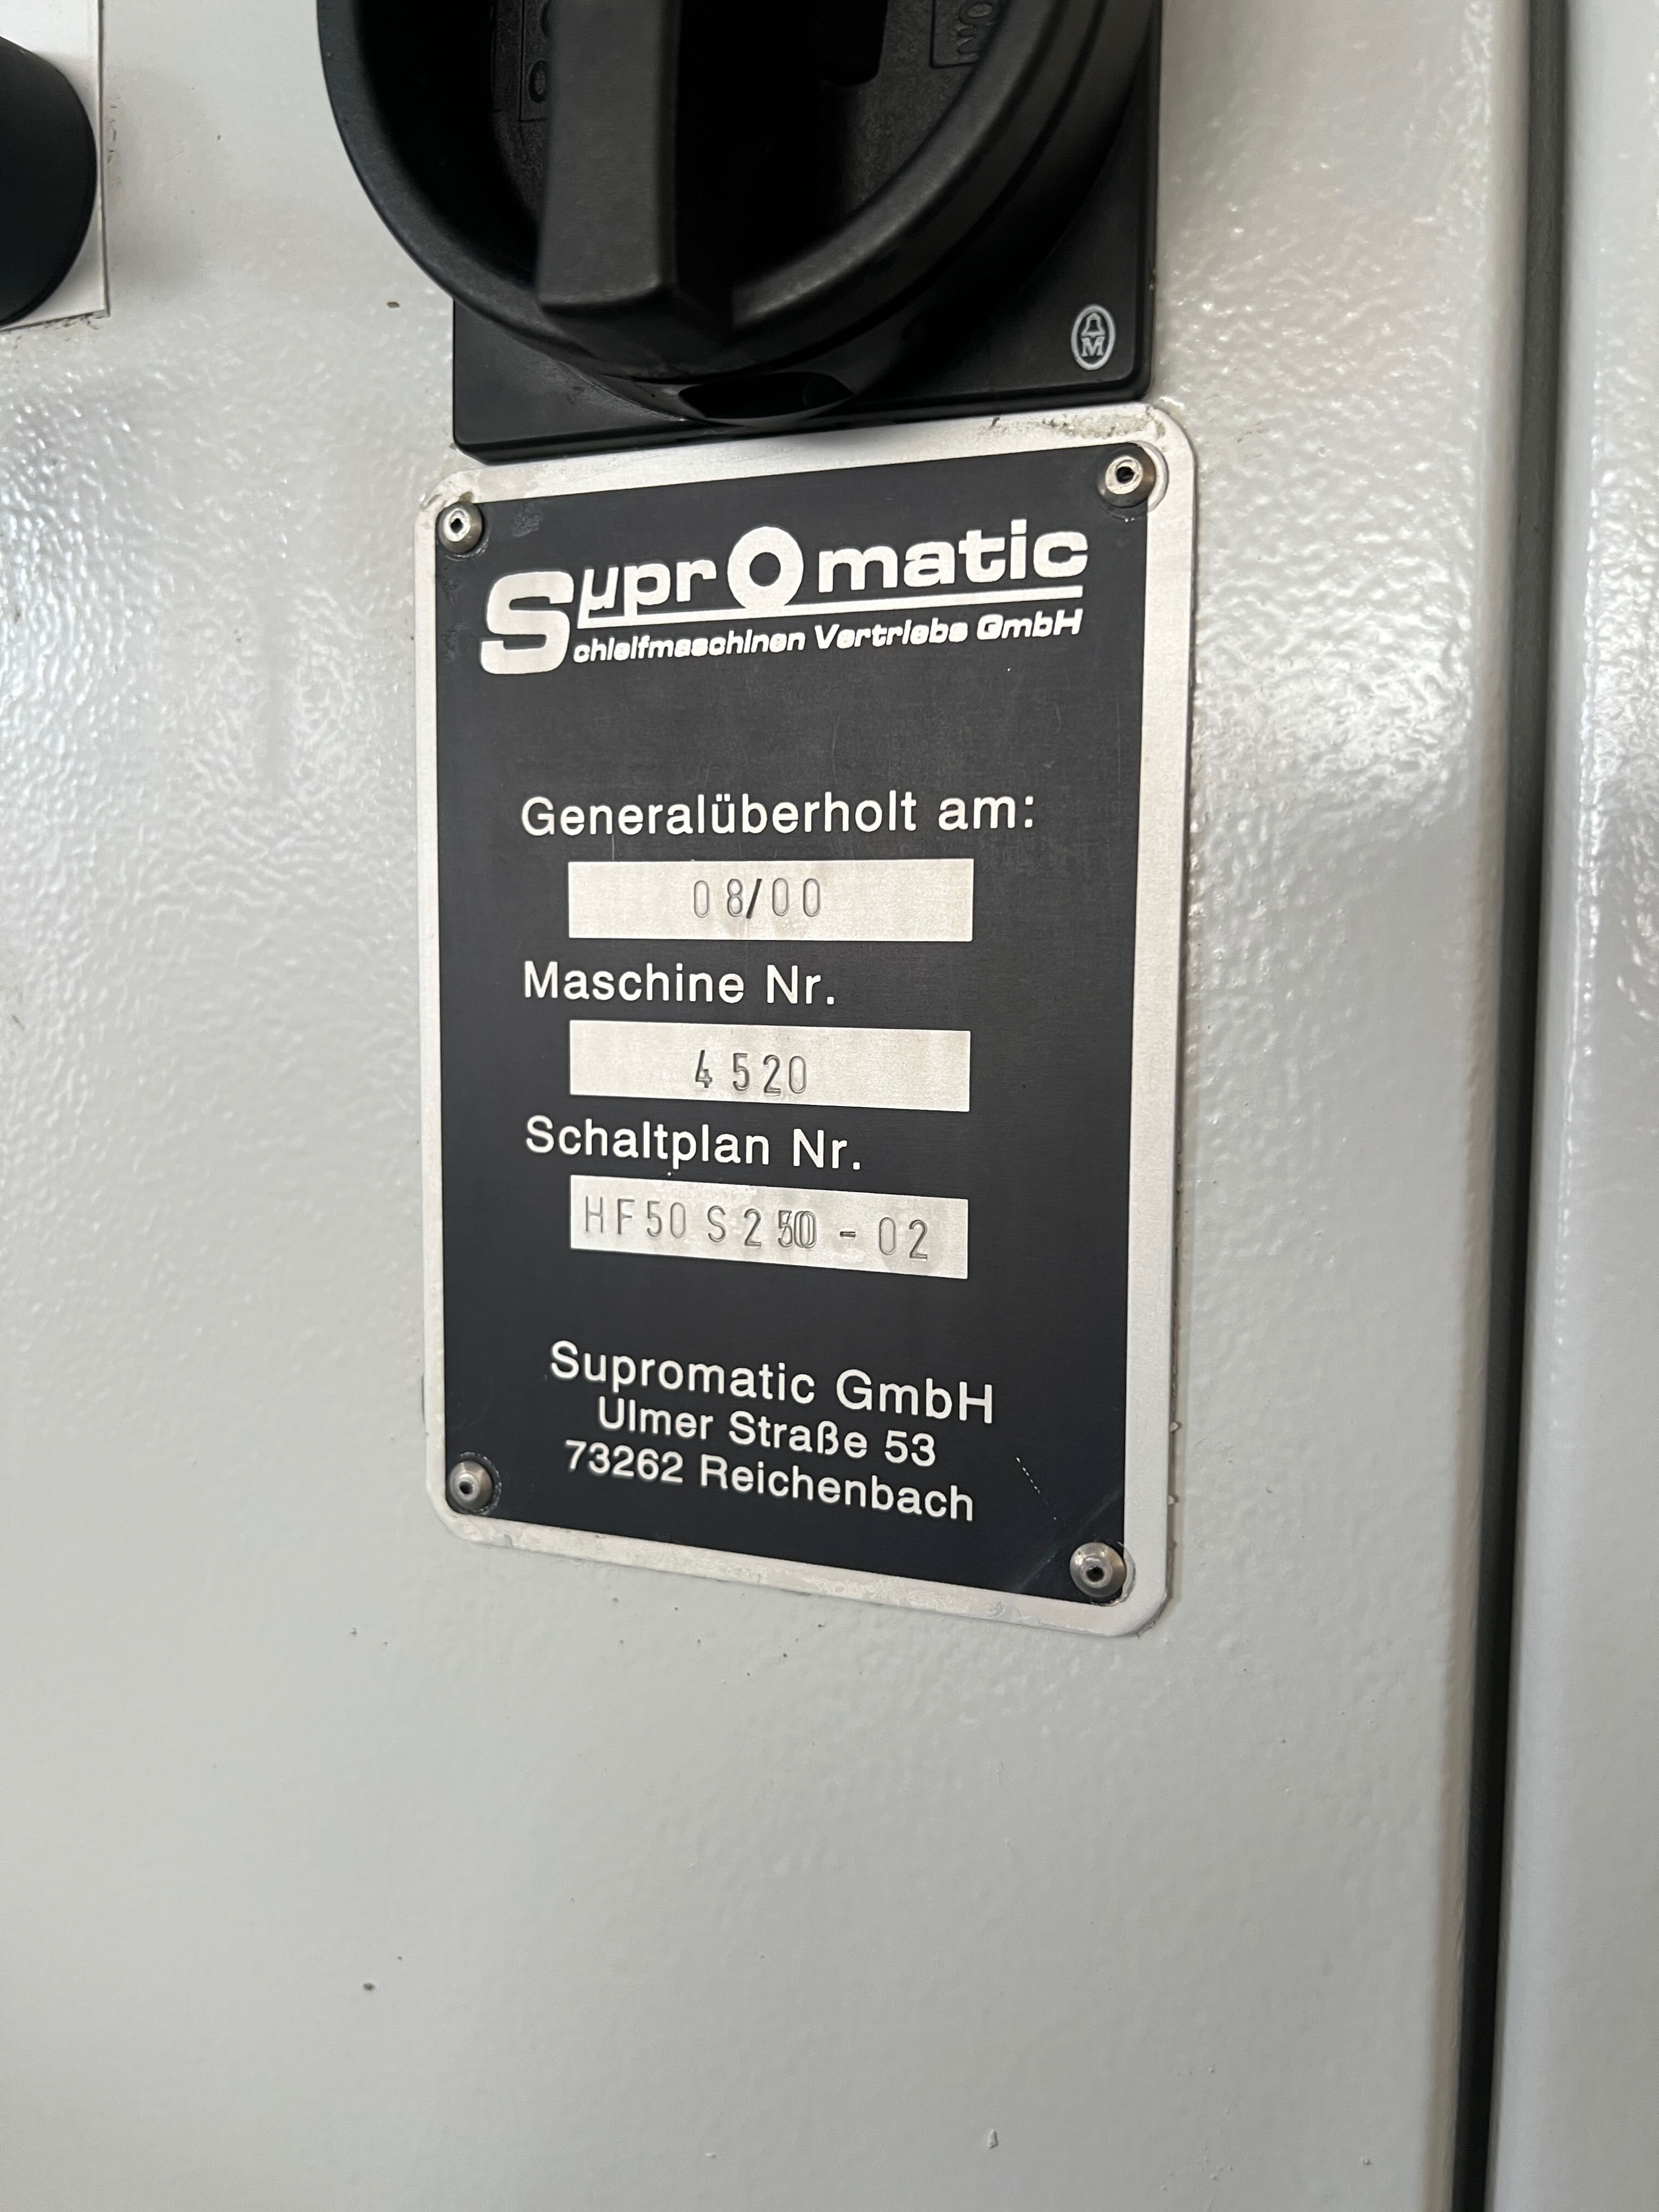 Supromatic
Schleifmaschinen Vertriebs GmbH
Generalüberholt am:
08/00
Maschine Nr.
4520
Schaltplan Nr.
HF50 S250-02
Supromatic GmbH
Ulmer Straße 53
73262 Reichenbach